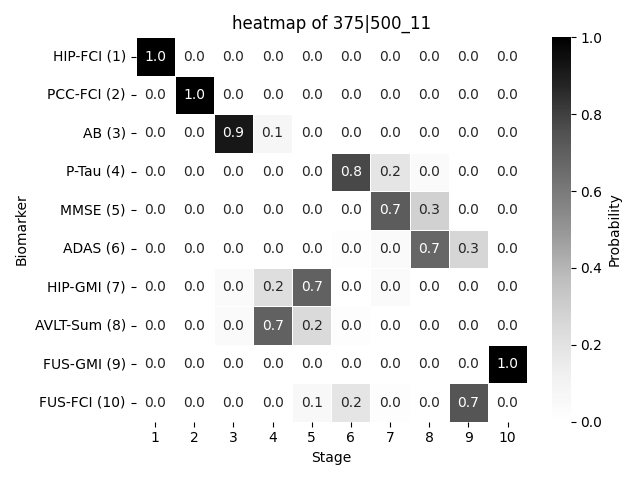 heatmap of 375|500_11
HIP-FCI (1) 1.0 0.0 0.0 0.0 0.0 0.0 0.0 0.0 0.0 0.0
PCC-FCI (2) 0.0 1.0 0.0 0.0 0.0 0.0 0.0 0.0 0.0 0.0
AB (3) 0.0 0.0 0.9 0.1 0.0 0.0 0.0 0.0 0.0 0.0
P-Tau (4) 0.0 0.0 0.0 0.0 0.0 0.8 0.2 0.0 0.0 0.0
MMSE (5) 0.0 0.0 0.0 0.0 0.0 0.0 0.7 0.3 0.0 0.0
ADAS (6) 0.0 0.0 0.0 0.0 0.0 0.0 0.0 0.7 0.3 0.0
HIP-GMI (7) 0.0 0.0 0.0 0.2 0.7 0.0 0.0 0.0 0.0 0.0
AVLT-Sum (8) 0.0 0.0 0.0 0.7 0.2 0.0 0.0 0.0 0.0 0.0
FUS-GMI (9) 0.0 0.0 0.0 0.0 0.0 0.0 0.0 0.0 0.0 1.0
FUS-FCI (10) 0.0 0.0 0.0 0.0 0.1 0.2 0.0 0.0 0.7 0.0
1 2 3 4 5 6 7 8 9 10
Stage
Biomarker
1.0
0.8
0.6
0.4
0.2
0.0
Probability